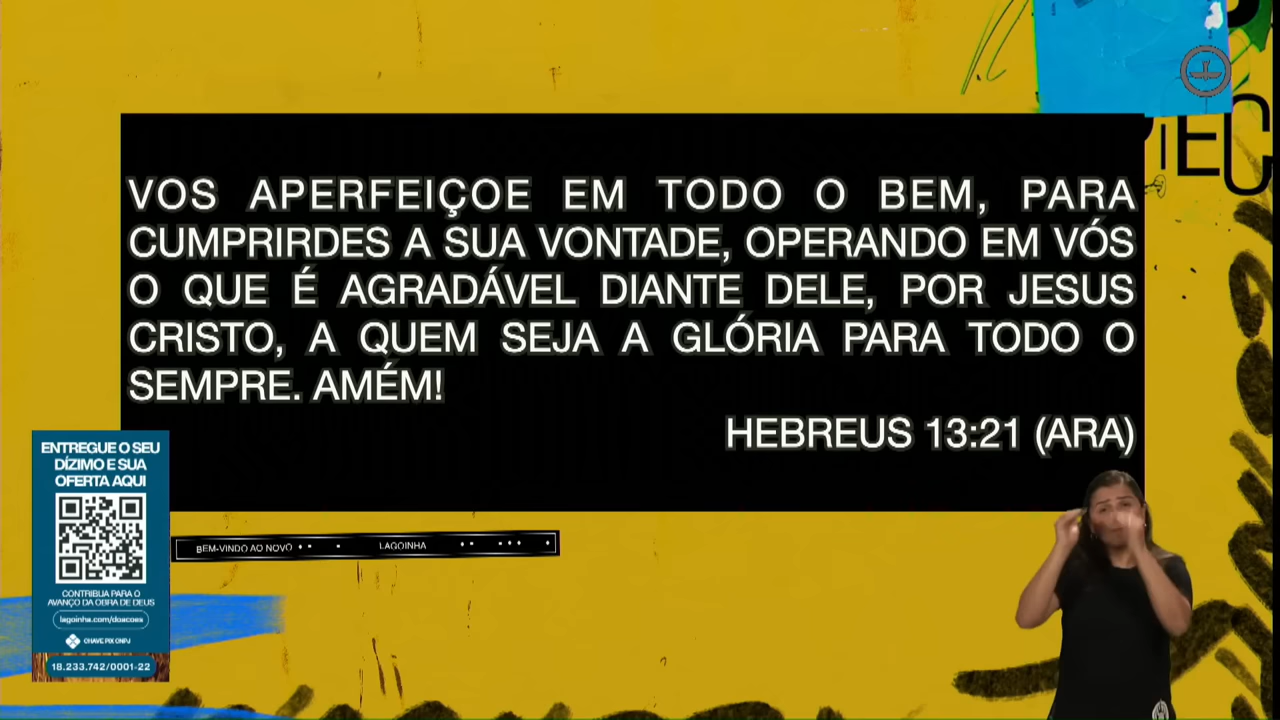 IEC
VOS APERFEIÇOE EM TODO O BEM, PARA
CUMPRIRDES A SUA VONTADE, OPERANDO EM VÓS
O QUE É AGRADÁVEL DIANTE DELE, POR JESUS
CRISTO, A QUEM SEJA A GLÓRIA PARA TODO O
SEMPRE. AMÉM!
HEBREUS 13:21 (ARA)
ENTREGUE O SEU
DÍZIMO E SUA
OFERTA AQUI
CONTRIBUA PARA O
AVANÇO DA OBRA DE DEUS
lagoinha.com/doacoes
CHAVE PIX CNPJ
18.233.742/0001-22
BEM-VINDO AO NOVO
LAGOINHA